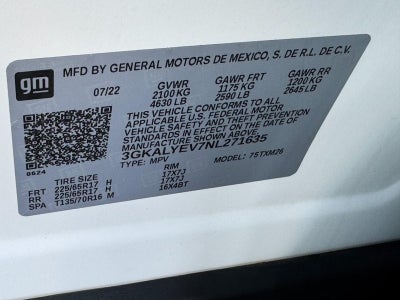 gm
MFD BY GENERAL MOTORS DE MEXICO, S. DE R.L. DE C.V.
07/22 GVWR GAWR FRT GAWR RR
2100 KG 1175 KG 1200 KG
4630 LB 2590 LB 2645 LB
THIS VEHICLE CONFORMS TO ALL
APPLICABLE U.S. FEDERAL MOTOR
VEHICLE SAFETY AND THEFT PREVENTION
STANDARDS IN EFFECT ON THE DATE OF
MANUFACTURE SHOWN ABOVE.
3GKALYEV7NL271635
0624 TYPE: MPV MODEL: 75TXM26
TIRE SIZE RIM
FRT 225/65R17 H 17X7J
RR 225/65R17 H 17X7J
SPA T135/70R16 M 16X4BT